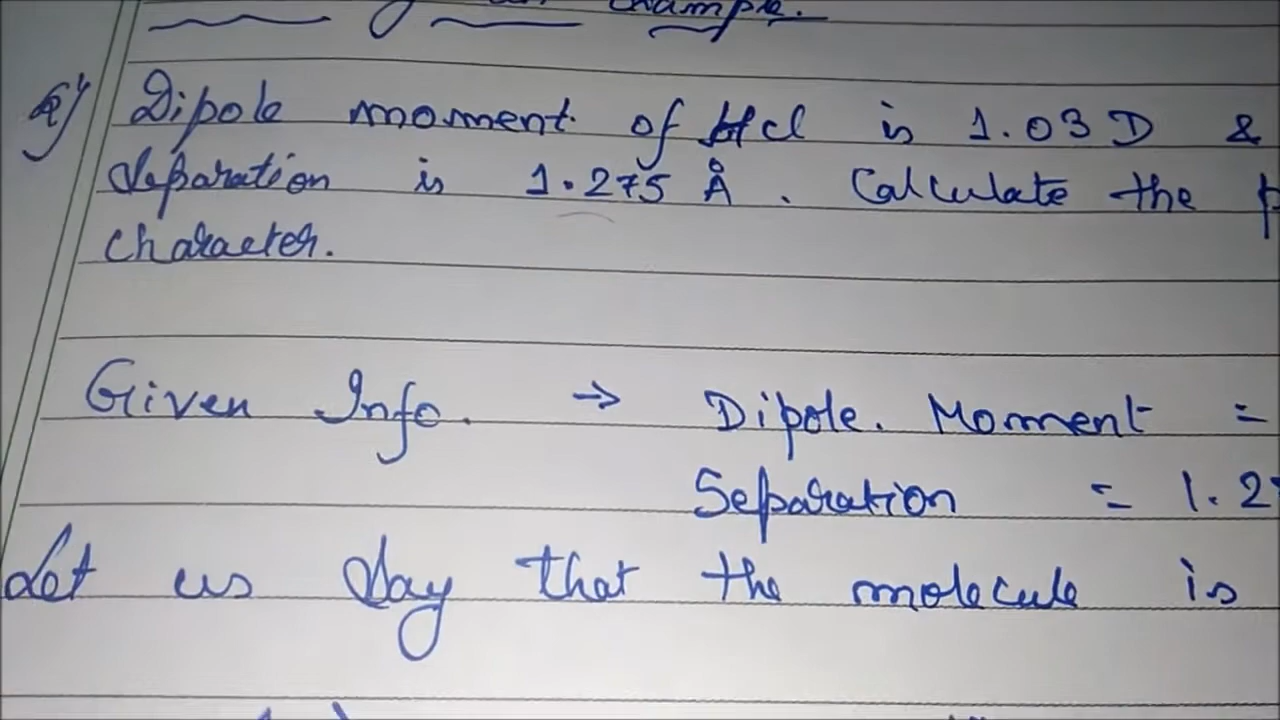 Example.
Q) Dipole moment of Hcl is 1.03 D &
separation is 1.275 Å. Calculate the
character.
Given Info. → Dipole. Moment =
Separation = 1.2
Let us say that the molecule is